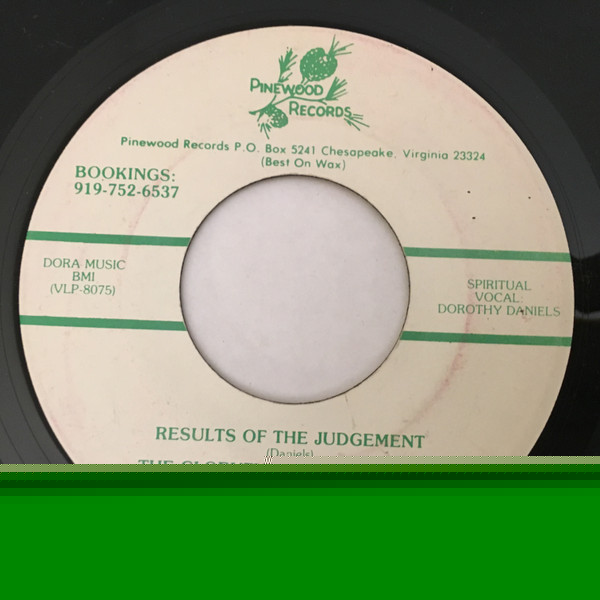 PINEWOOD
RECORDS
Pinewood Records P.O. Box 5241 Chesapeake, Virginia 23324
(Best On Wax)
BOOKINGS:
919-752-6537
DORA MUSIC
BMI
(VLP-8075)
SPIRITUAL
VOCAL
DOROTHY DANIELS
RESULTS OF THE JUDGEMENT
(Daniels)
THE